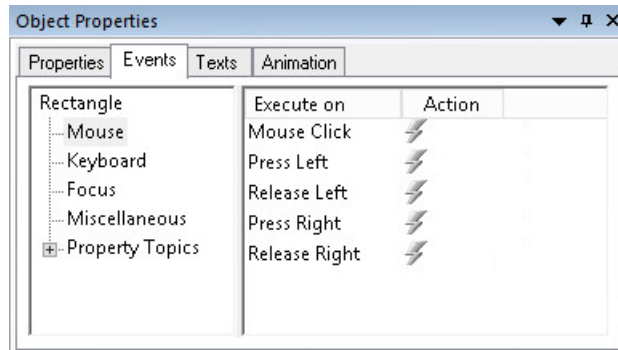 Object Properties
Properties Events Texts Animation
Rectangle
Mouse
Keyboard
Focus
Miscellaneous
Property Topics
Execute on Action
Mouse Click
Press Left
Release Left
Press Right
Release Right